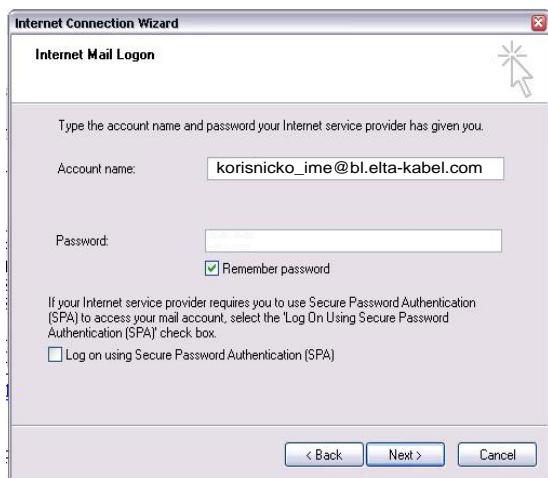 Internet Connection Wizard
Internet Mail Logon
Type the account name and password your Internet service provider has given you.
Account name:
korisnicko_ime@bl.elta-kabel.com
Password:
Remember password
If your Internet service provider requires you to use Secure Password Authentication
(SPA) to access your mail account, select the 'Log On Using Secure Password
Authentication (SPA)' check box.
Log on using Secure Password Authentication (SPA)
< Back
Next >
Cancel